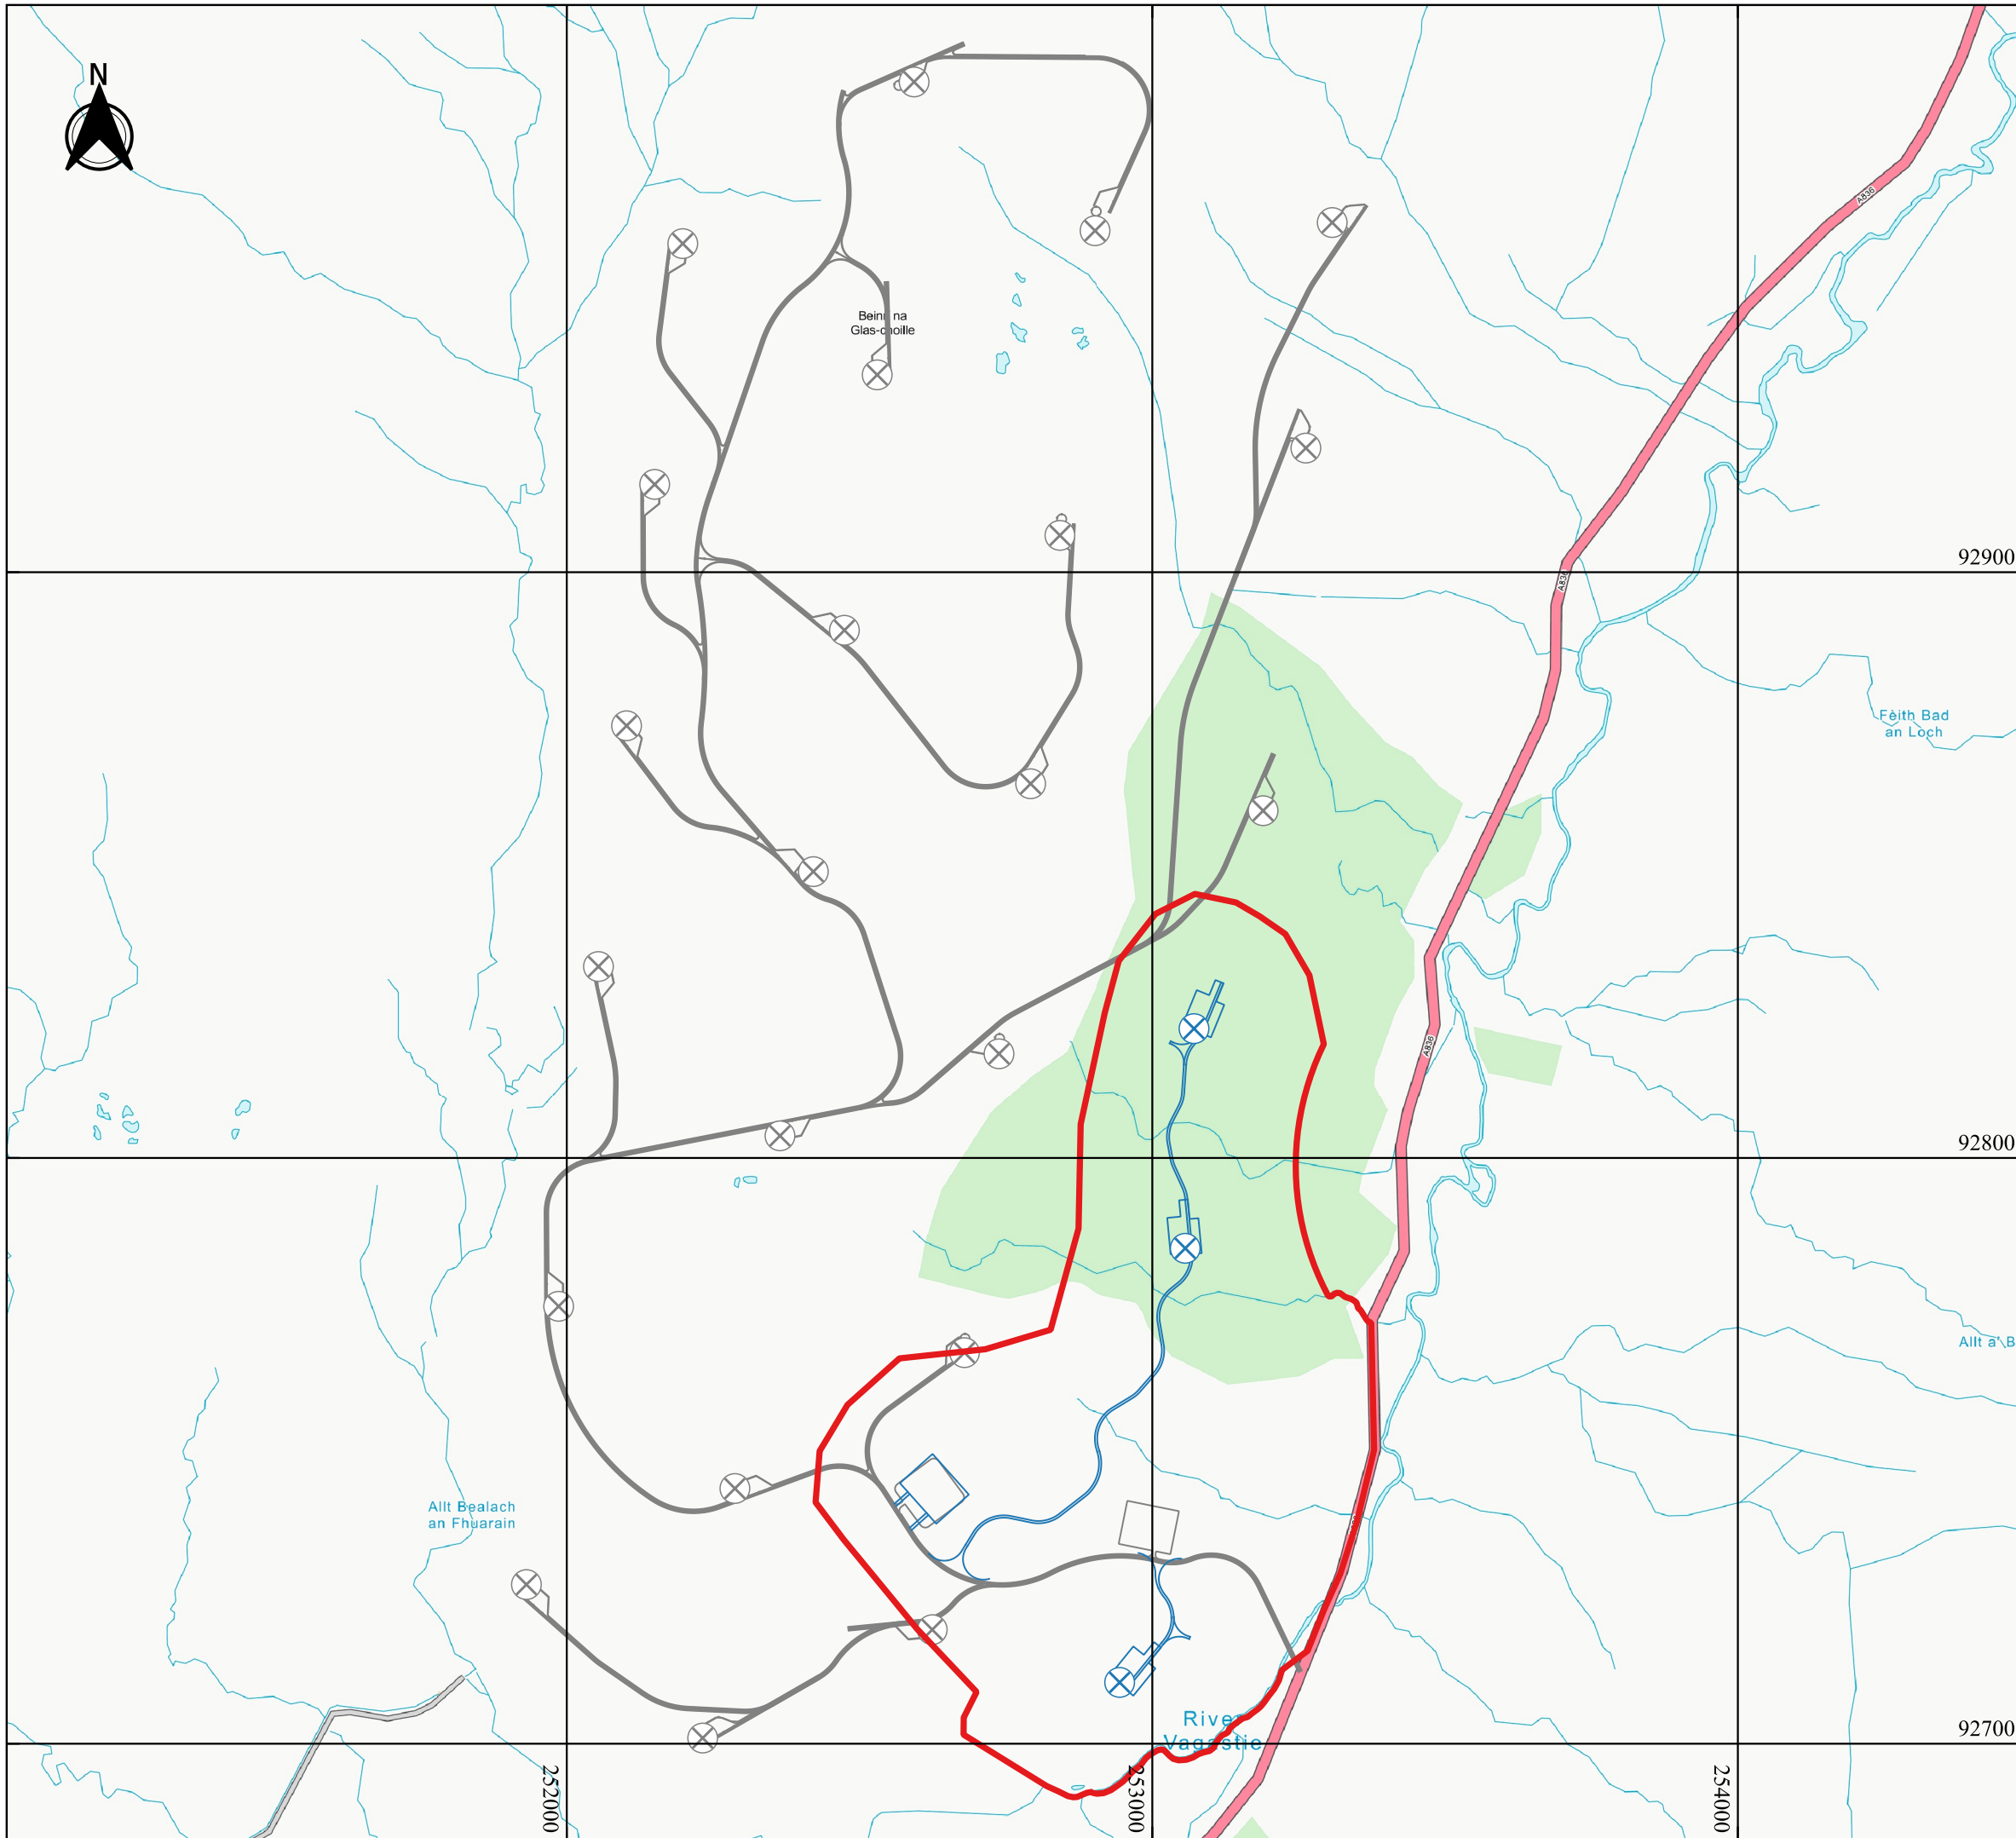 N
A836
Beinn na
Glas-choille
92900
A836
Fèith Bad
an Loch
A836
92800
Allt a' B
Allt Bealach
an Fhuarain
River
Vagastie
92700
252000
253000
254000